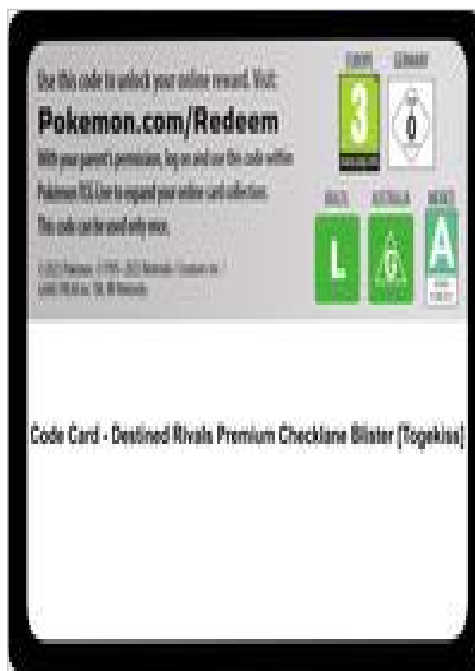 Use this code to unlock your online reward. Visit:
Pokemon.com/Redeem
With your parent's permission, log on and use this code within
Pokémon TCG Live to expand your online card collection.
This code can be used only once.
EUROPE GERMANY
3
0
BRAZIL AUSTRALIA MEXICO
L
G
A
Code Card - Destined Rivals Premium Checklane Blister [Togekiss]